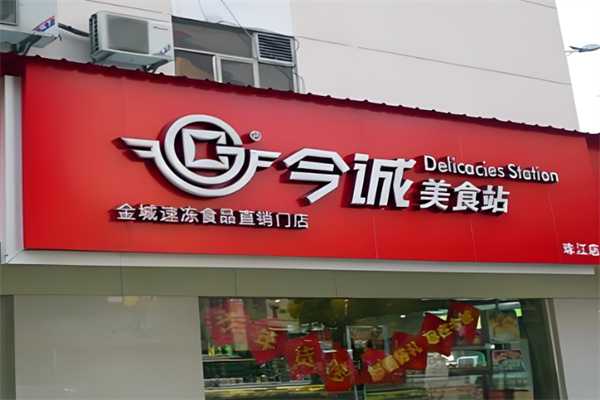 今诚
Delicacies Station
美食站
金城速冻食品直销门店
珠江店